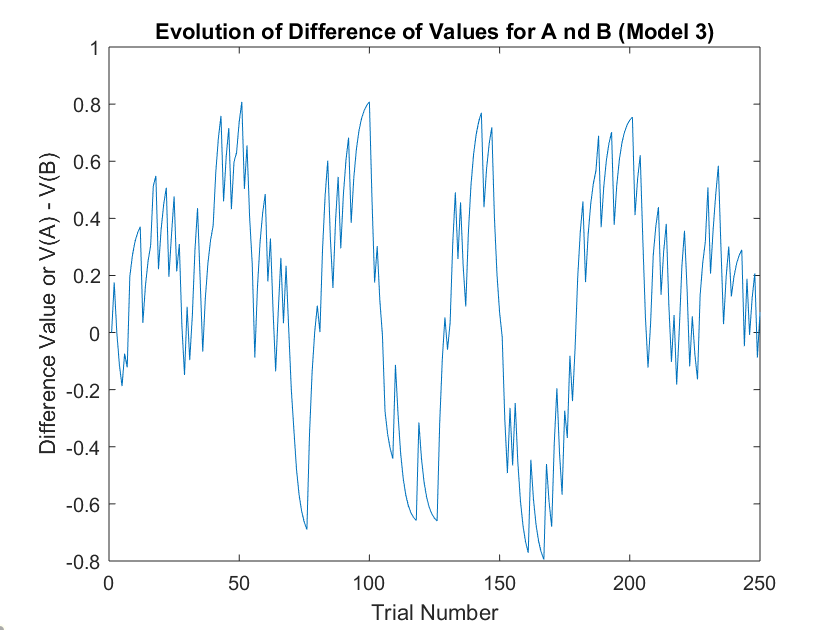 Evolution of Difference of Values for A nd B (Model 3)
1
0.8
0.6
0.4
0.2
0
-0.2
-0.4
-0.6
-0.8
Difference Value or V(A) - V(B)
0 50 100 150 200 250
Trial Number